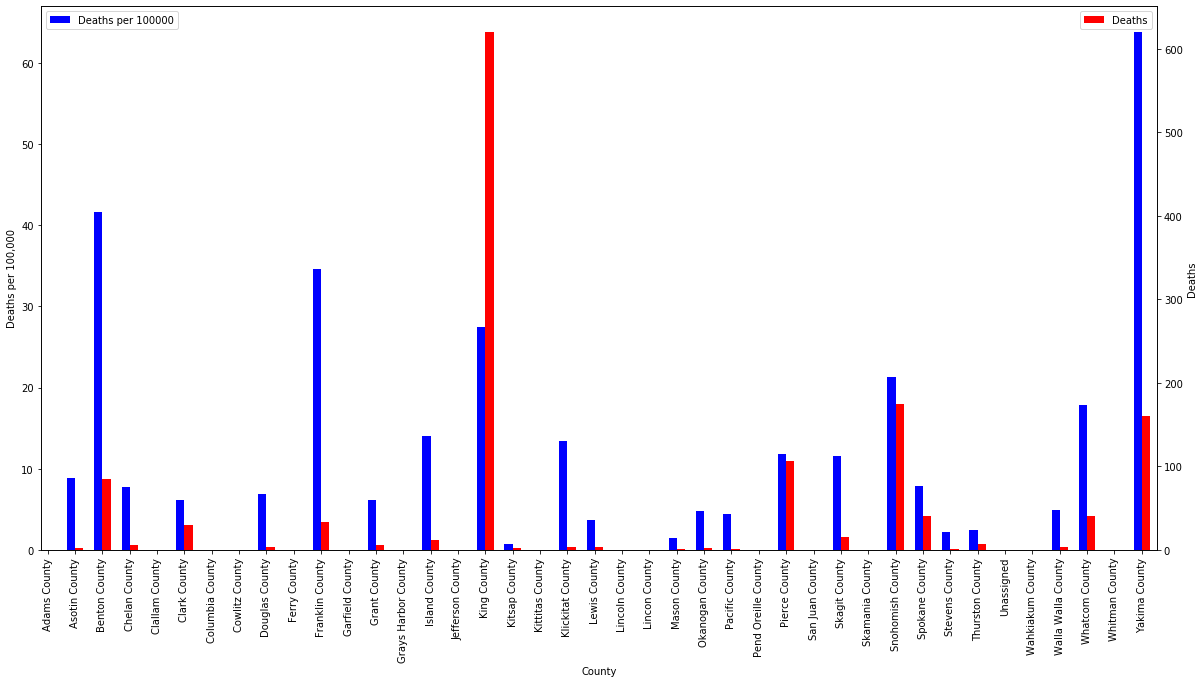 Deaths per 100000
Deaths
60
50
40
30
20
10
0
Deaths per 100,000
600
500
400
300
200
100
0
Deaths
Adams County
Asotin County
Benton County
Chelan County
Clallam County
Clark County
Columbia County
Cowlitz County
Douglas County
Ferry County
Franklin County
Garfield County
Grant County
Grays Harbor County
Island County
Jefferson County
King County
Kitsap County
Kittitas County
Klickitat County
Lewis County
Lincoln County
Lincon County
Mason County
Okanogan County
Pacific County
Pend Oreille County
Pierce County
San Juan County
Skagit County
Skamania County
Snohomish County
Spokane County
Stevens County
Thurston County
Unassigned
Wahkiakum County
Walla Walla County
Whatcom County
Whitman County
Yakima County
County